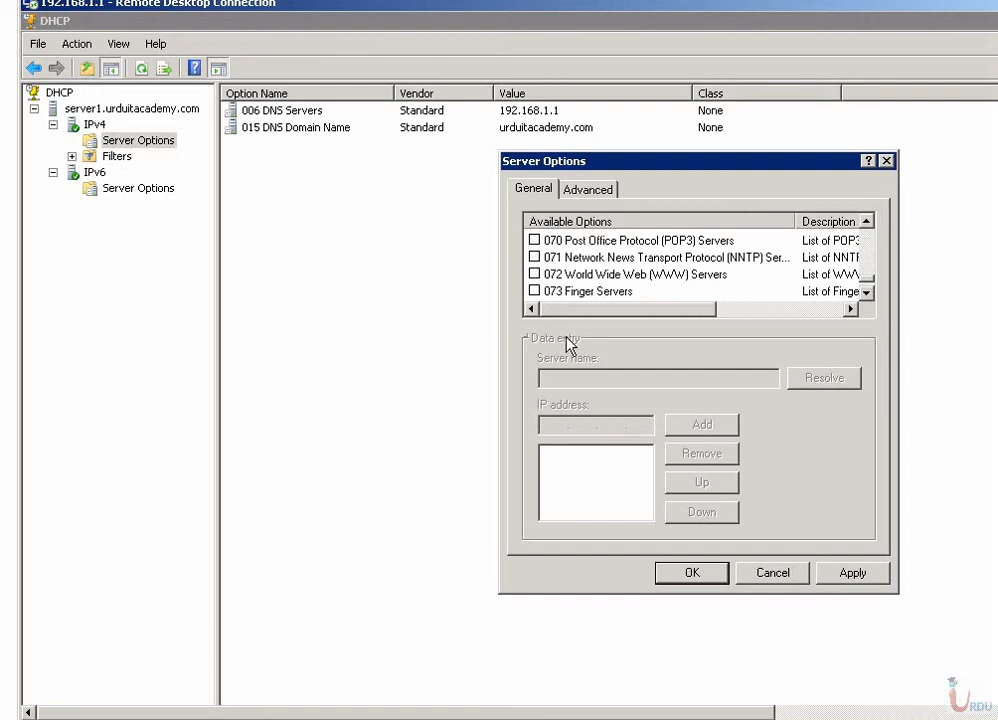 192.168.1.1 - Remote Desktop Connection
DHCP
File Action View Help
DHCP
server1.urduitacademy.com
IPv4
Server Options
Filters
IPv6
Server Options
Option Name Vendor Value Class
006 DNS Servers Standard 192.168.1.1 None
015 DNS Domain Name Standard urduitacademy.com None
Server Options
General Advanced
Available Options Description
070 Post Office Protocol (POP3) Servers List of POP3
071 Network News Transport Protocol (NNTP) Ser... List of NNTF
072 World Wide Web (WWW) Servers List of WW
073 Finger Servers List of Finge
Data entry
Server name:
Resolve
IP address:
Add
Remove
Up
Down
OK Cancel Apply
URDU